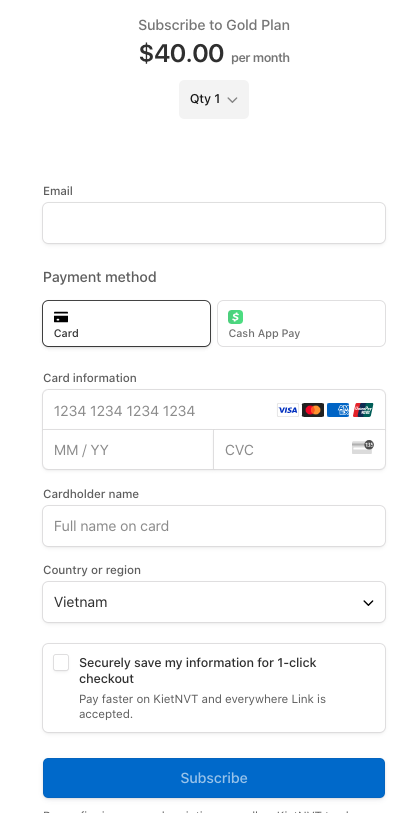 Subscribe to Gold Plan
$40.00 per month
Qty 1
Email
Payment method
Card
Cash App Pay
Card information
1234 1234 1234 1234
VISA
MM / YY
CVC
135
Cardholder name
Full name on card
Country or region
Vietnam
Securely save my information for 1-click
checkout
Pay faster on KietNVT and everywhere Link is
accepted.
Subscribe